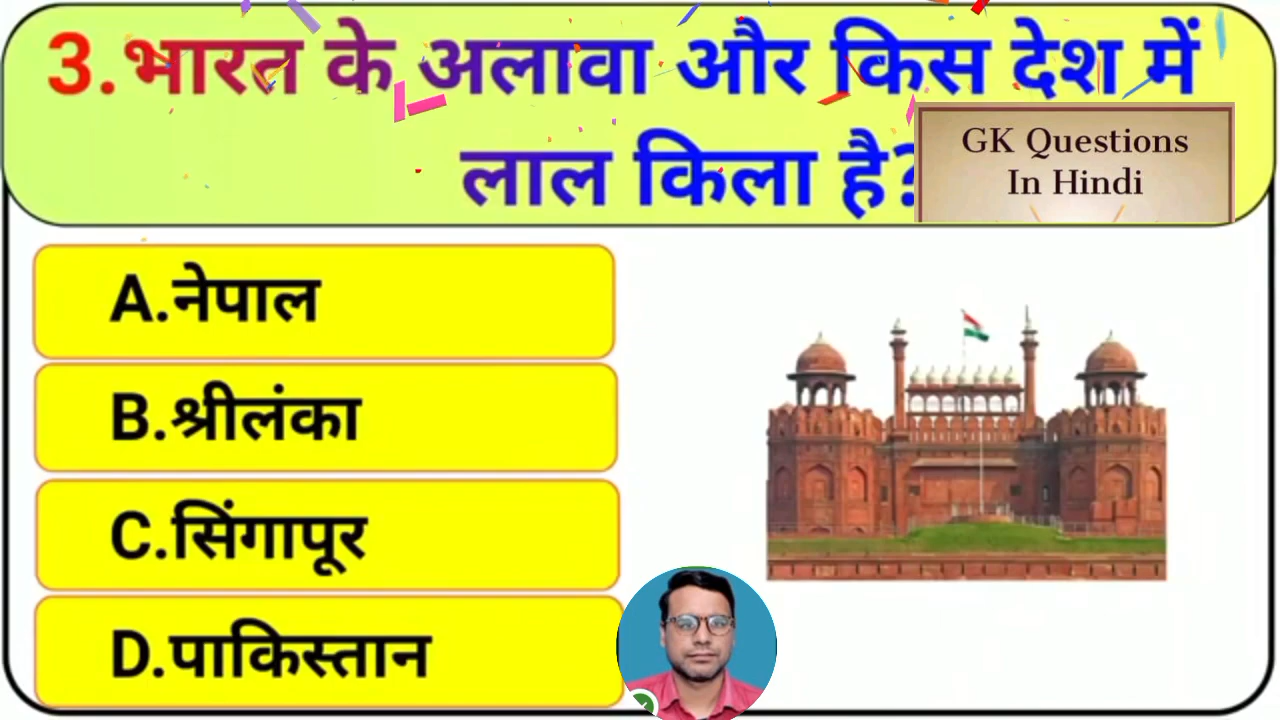 3.भारत के अलावा और किस देश में
लाल किला है?
GK Questions
In Hindi
A.नेपाल
B.श्रीलंका
C.सिंगापूर
D.पाकिस्तान